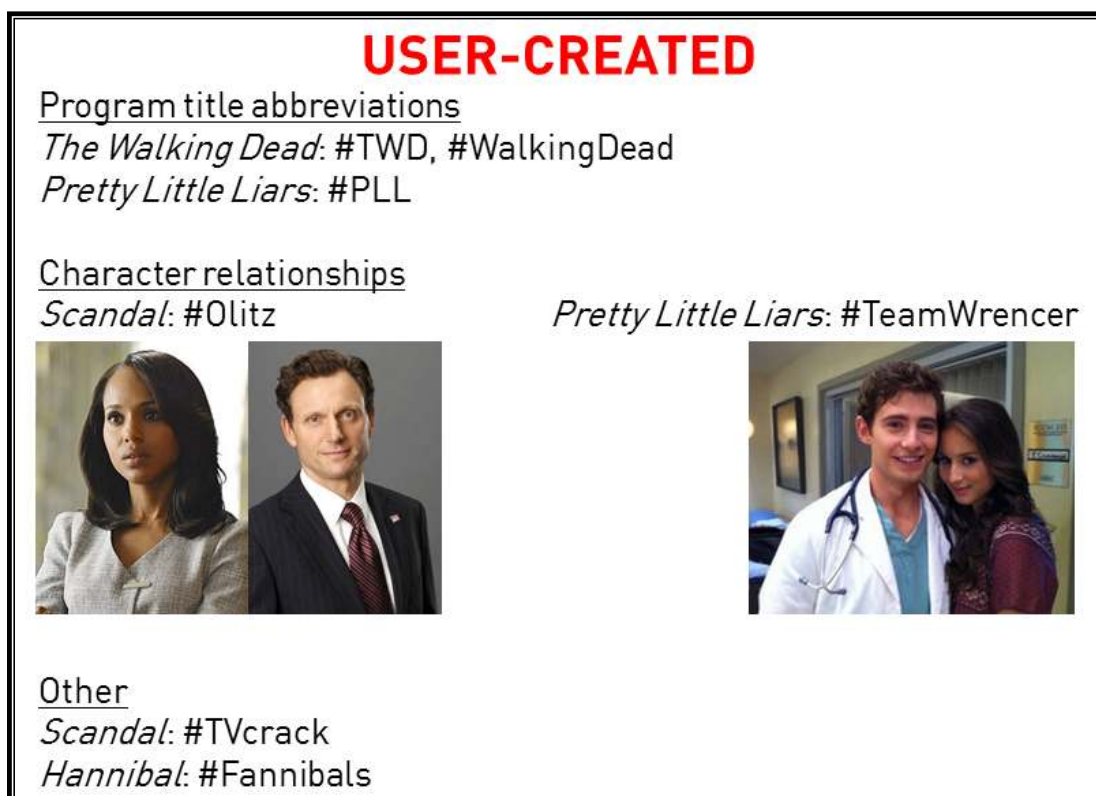 USER-CREATED
Program title abbreviations
The Walking Dead: #TWD, #WalkingDead
Pretty Little Liars: #PLL
Character relationships
Scandal: #Olitz
Pretty Little Liars: #TeamWrencer
Other
Scandal: #TVcrack
Hannibal: #Fannibals